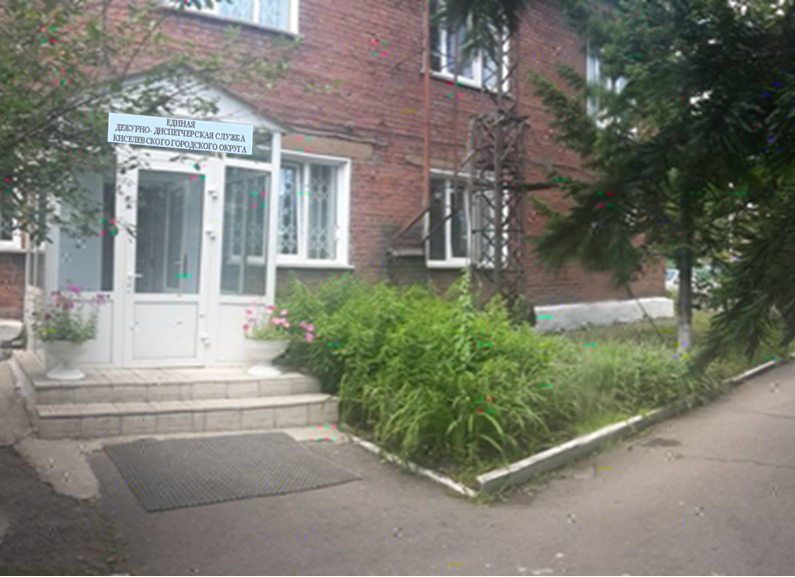 ЕДИНАЯ
ДЕЖУРНО- ДИСПЕТЧЕРСКАЯ СЛУЖБА
КИСЕЛЕВСКОГО ГОРОДСКОГО ОКРУГА